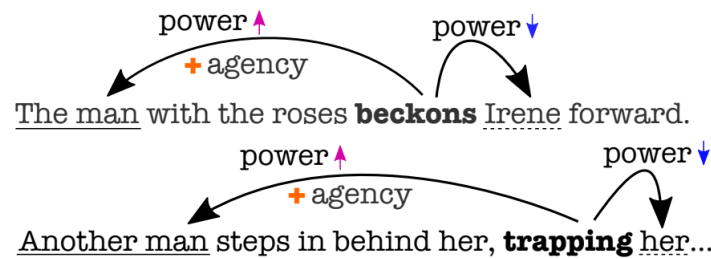 power↑ power↓
+ agency
The man with the roses beckons Irene forward.
power↑ power↓
+ agency
Another man steps in behind her, trapping her...